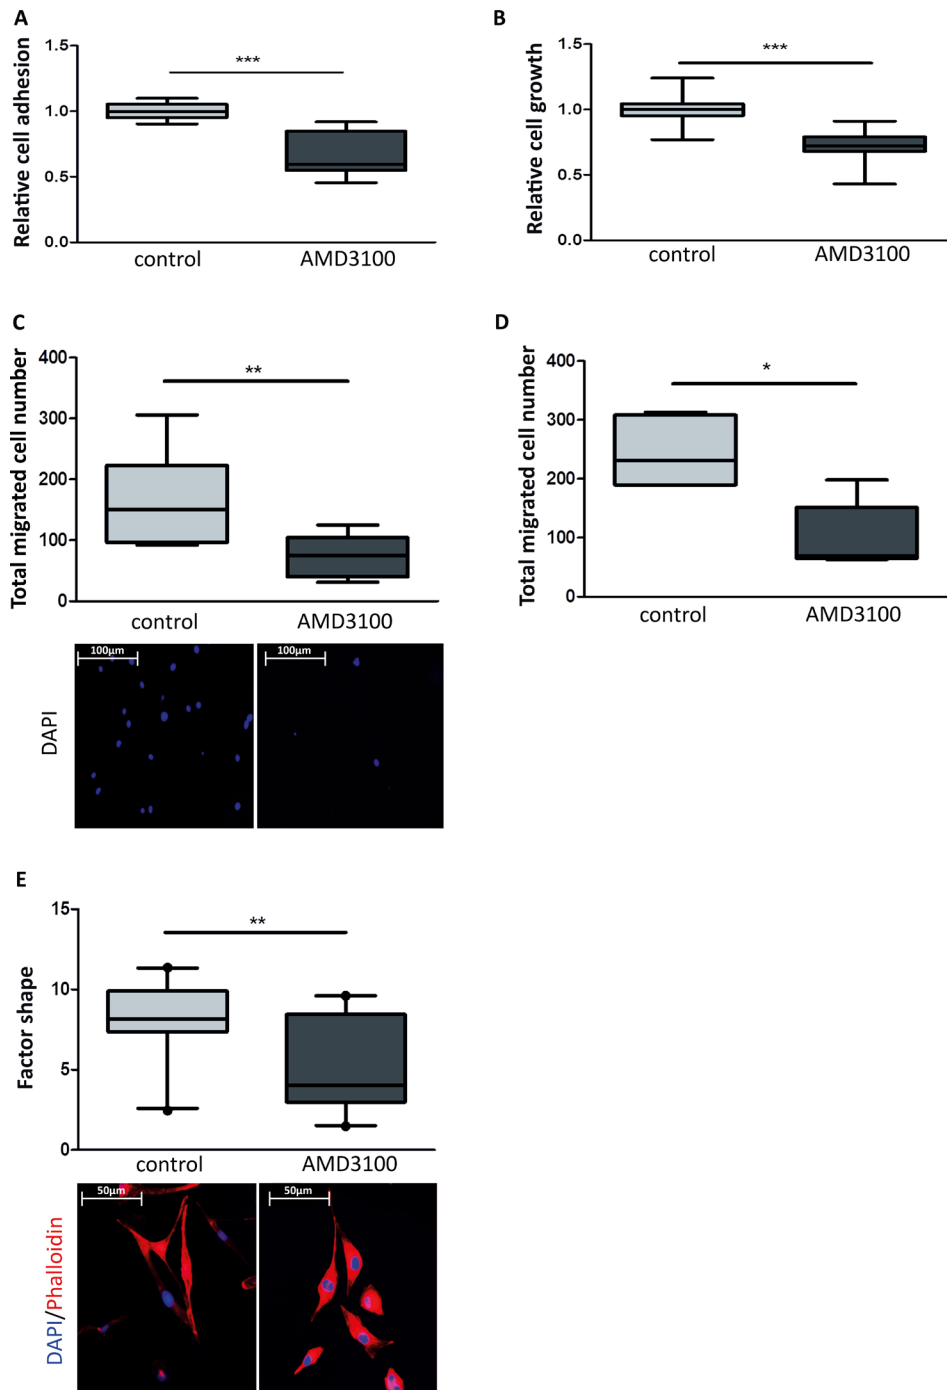 A
Relative cell adhesion
1.5
1.0
0.5
0.0
***
control
AMD3100
B
Relative cell growth
1.5
1.0
0.5
0.0
***
control
AMD3100
C
Total migrated cell number
400
300
200
100
0
**
control
AMD3100
DAPI
100μm
100μm
D
Total migrated cell number
400
300
200
100
0
*
control
AMD3100
E
Factor shape
15
10
5
0
**
control
AMD3100
DAPI/Phalloidin
50μm
50μm